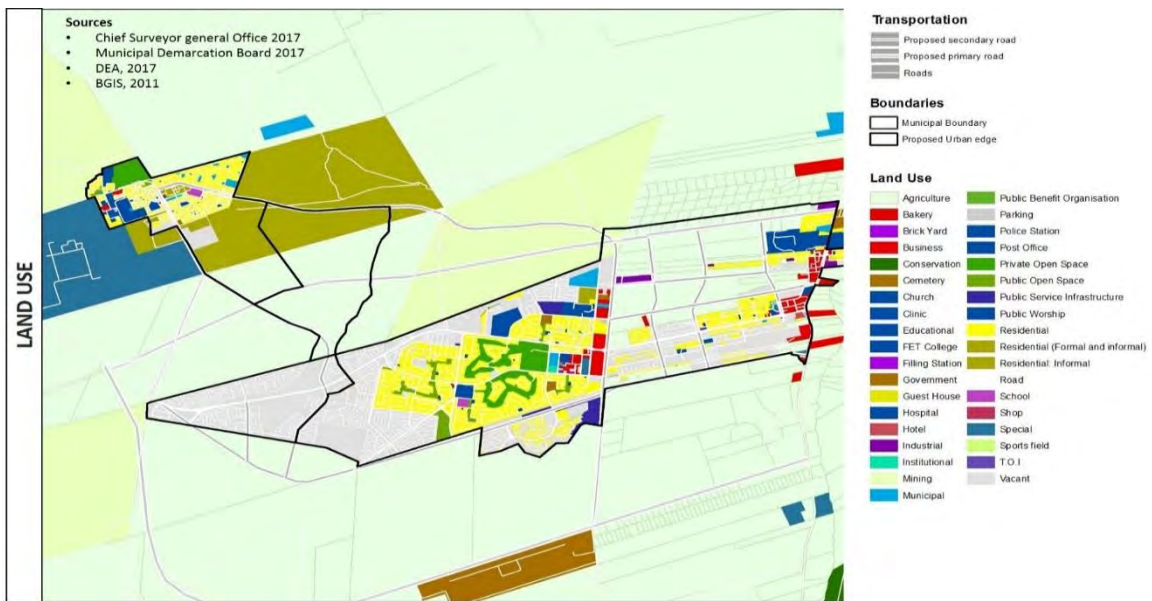 LAND USE
Sources
• Chief Surveyor general Office 2017
• Municipal Demarcation Board 2017
• DEA, 2017
• BGIS, 2011
Transportation
Proposed secondary road
Proposed primary road
Roads
Boundaries
Municipal Boundary
Proposed Urban edge
Land Use
Agriculture
Bakery
Brick Yard
Business
Conservation
Cemetery
Church
Clinic
Educational
FET College
Filling Station
Government
Guest House
Hospital
Hotel
Industrial
Institutional
Mining
Municipal
Public Benefit Organisation
Parking
Police Station
Post Office
Private Open Space
Public Open Space
Public Service Infrastructure
Public Worship
Residential
Residential (Formal and informal)
Residential: Informal
Road
School
Shop
Special
Sports field
T.O.I
Vacant